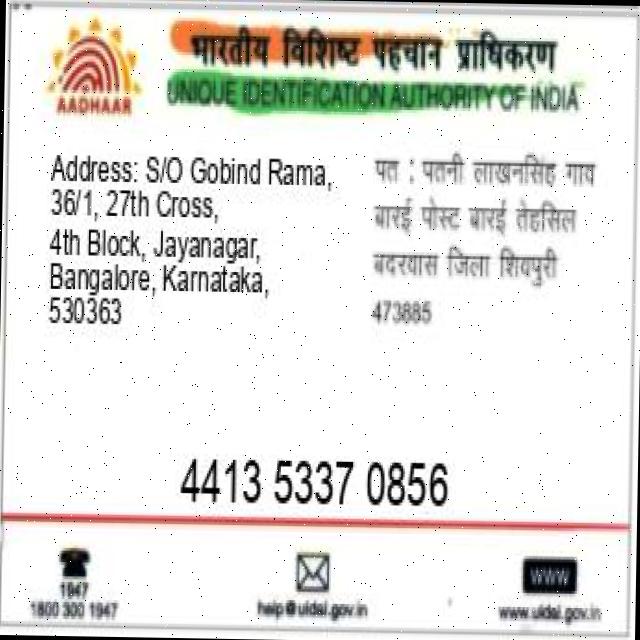 भारतीय विशिष्ट पहचान प्राधिकरण
AADHAAR
UNIQUE IDENTIFICATION AUTHORITY OF INDIA
Address: S/O Gobind Rama,
36/1, 27th Cross,
4th Block, Jayanagar,
Bangalore, Karnataka,
530363
पत : पतनी लाखनसिंह गाव
बारई पोस्ट बारई तेहसिल
बदरवास जिला शिवपुरी
473885
4413 5337 0856
1947
1800 300 1947
help@uidai.gov.in
www
www.uidai.gov.in